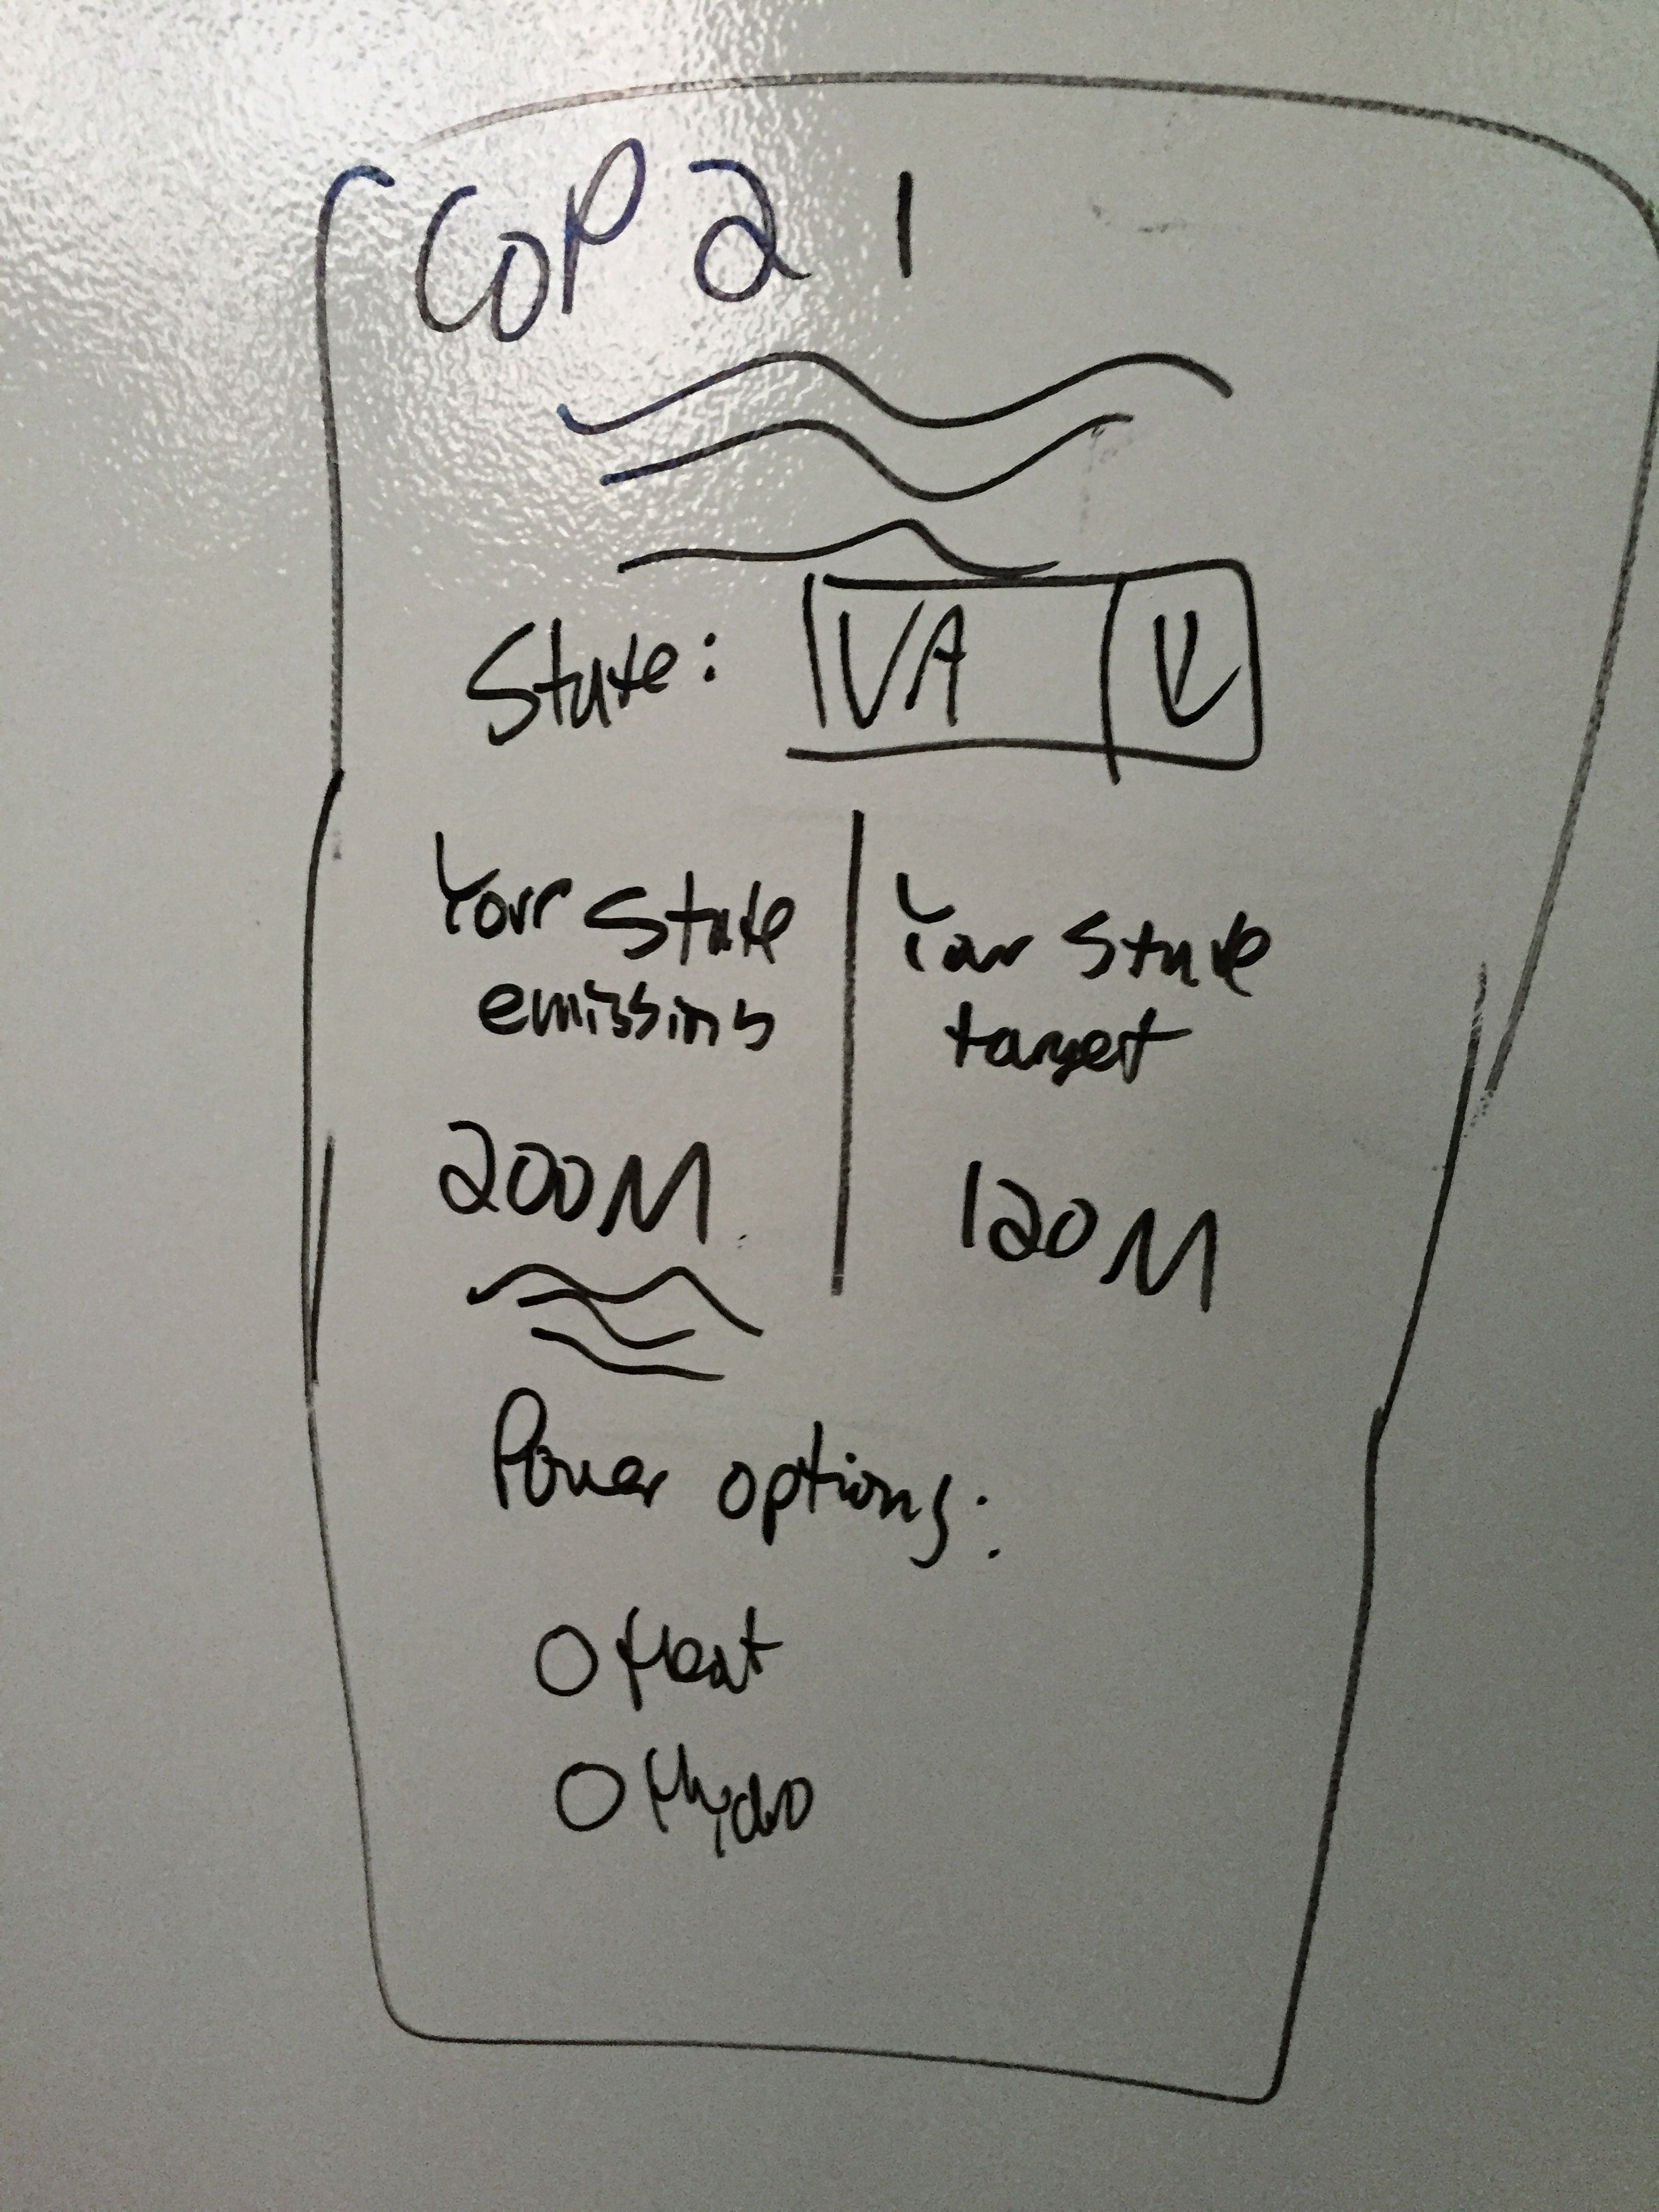 COP 21
State: VA
Your State
emissions
200M
Your State
target
120M
Power options:
Heat
Hydro